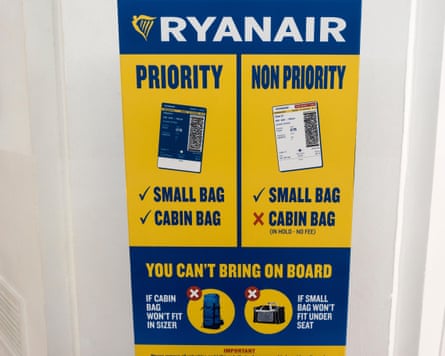 RYANAIR
PRIORITY
NON PRIORITY
✓ SMALL BAG
✓ CABIN BAG
✓ SMALL BAG
✗ CABIN BAG
(IN HOLD - NO FEE)
YOU CAN'T BRING ON BOARD
IF CABIN
BAG
WON'T FIT
IN SIZER
IF SMALL
BAG WON'T
FIT UNDER
SEAT
IMPORTANT